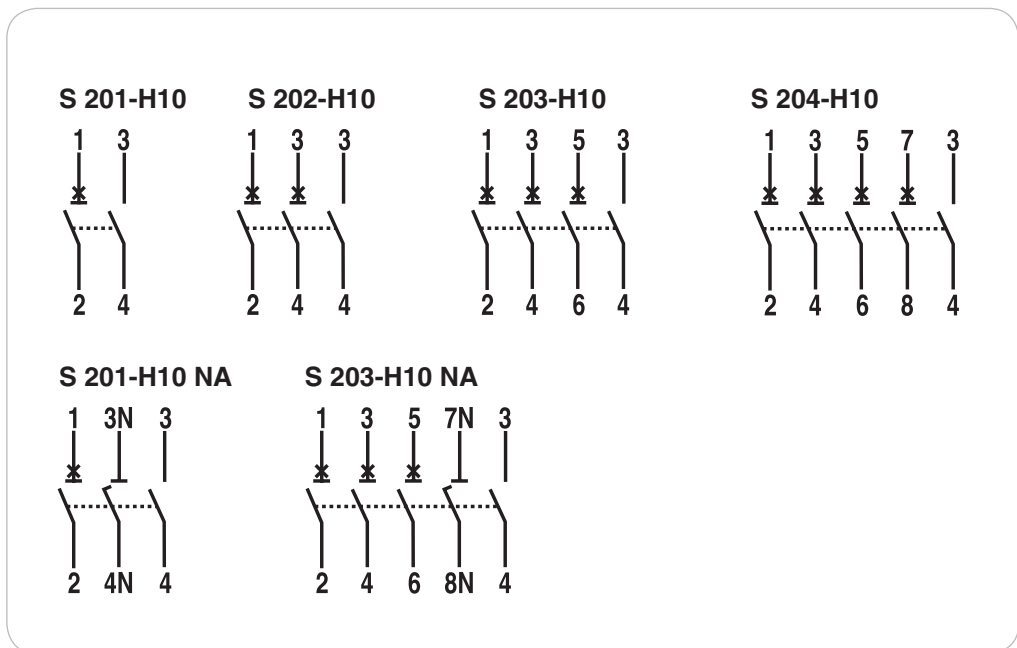 S 201-H10 S 202-H10 S 203-H10 S 204-H10
1 3 1 3 3 1 3 5 3 1 3 5 7 3
2 4 2 4 4 2 4 6 4 2 4 6 8 4
S 201-H10 NA S 203-H10 NA
1 3N 3 1 3 5 7N 3
2 4N 4 2 4 6 8N 4